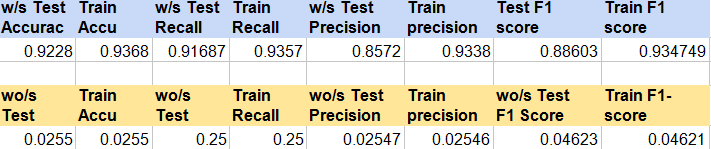 w/s Test Accurac Train Accu w/s Test Recall Train Recall w/s Test Precision Train precision Test F1 score Train F1 score
0.9228 0.9368 0.91687 0.9357 0.8572 0.9338 0.88603 0.934749
wo/s Test Train Accu wo/s Test Train Recall wo/s Test Precision Train precision wo/s Test F1 Score Train F1-score
0.0255 0.0255 0.25 0.25 0.02547 0.02546 0.04623 0.04621